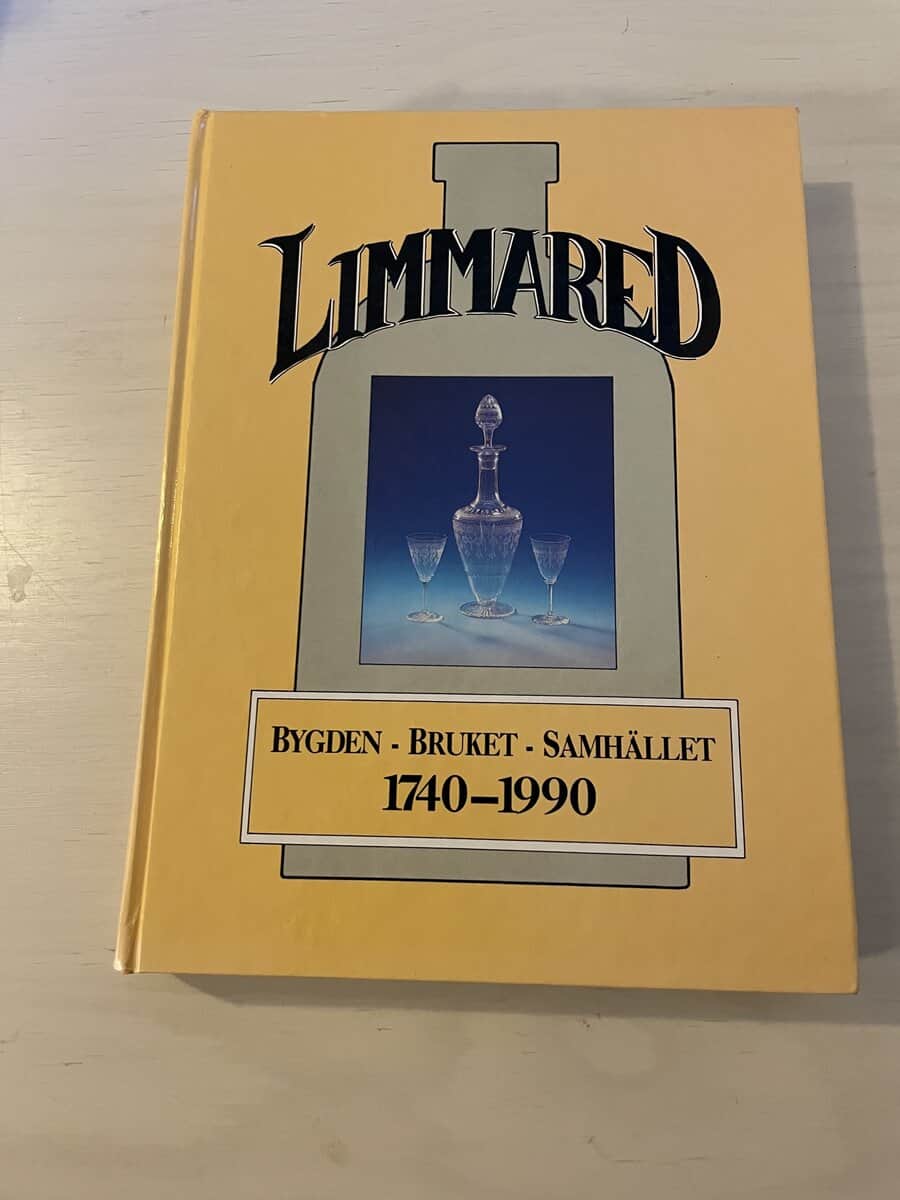 LIMMARED
BYGDEN - BRUKET - SAMHÄLLET
1740–1990